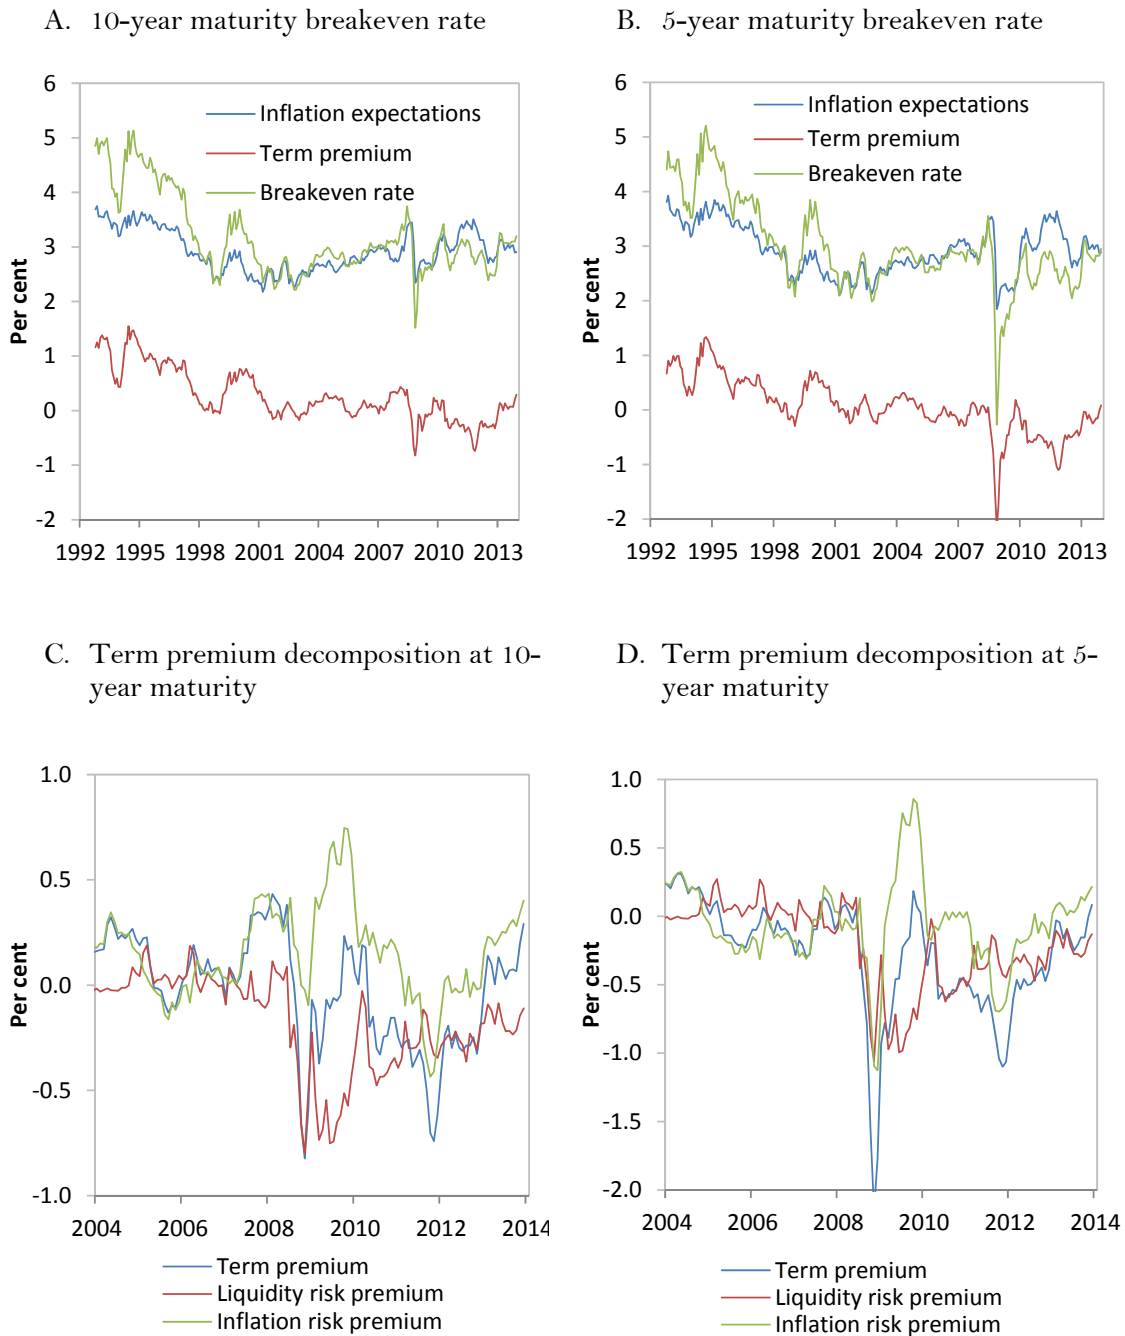 A. 10-year maturity breakeven rate
B. 5-year maturity breakeven rate
6
5
4
3
2
1
0
-1
-2
Per cent
Inflation expectations
Term premium
Breakeven rate
1992 1995 1998 2001 2004 2007 2010 2013
6
5
4
3
2
1
0
-1
-2
Per cent
Inflation expectations
Term premium
Breakeven rate
1992 1995 1998 2001 2004 2007 2010 2013
C. Term premium decomposition at 10-
year maturity
D. Term premium decomposition at 5-
year maturity
1.0
0.5
0.0
-0.5
-1.0
Per cent
2004 2006 2008 2010 2012 2014
Term premium
Liquidity risk premium
Inflation risk premium
1.0
0.5
0.0
-0.5
-1.0
-1.5
-2.0
Per cent
2004 2006 2008 2010 2012 2014
Term premium
Liquidity risk premium
Inflation risk premium